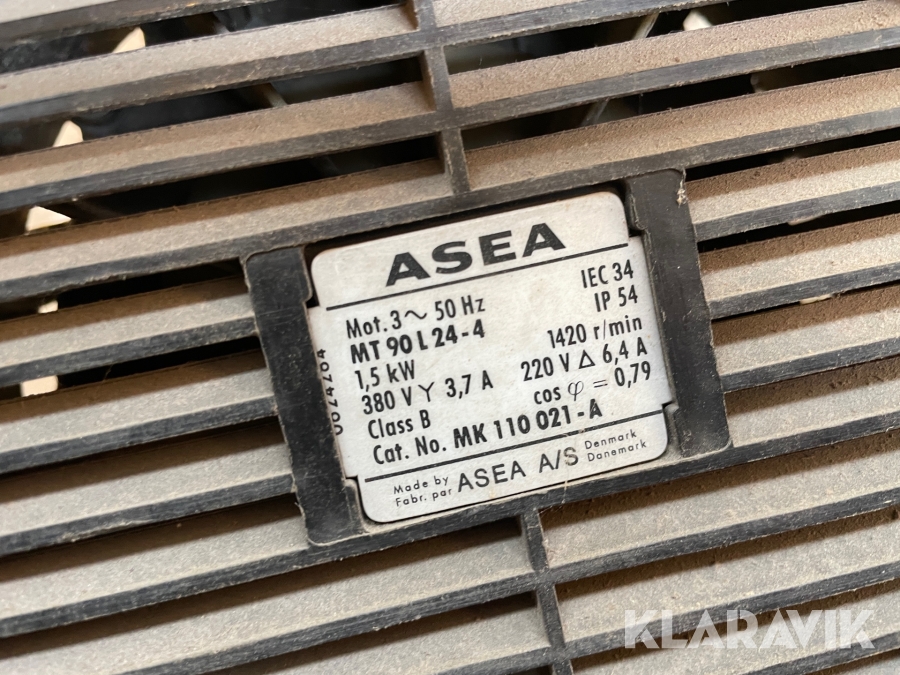 ASEA
Mot. 3~ 50 Hz IEC 34
MT 90 L 24-4 IP 54
1,5 kW 1420 r/min
380 V Y 3,7 A 220 V Δ 6,4 A
Class B cos φ = 0,79
Cat. No. MK 110 021-A
Made by ASEA A/S Denmark
Fabr. par Danemark
KLARAVIK